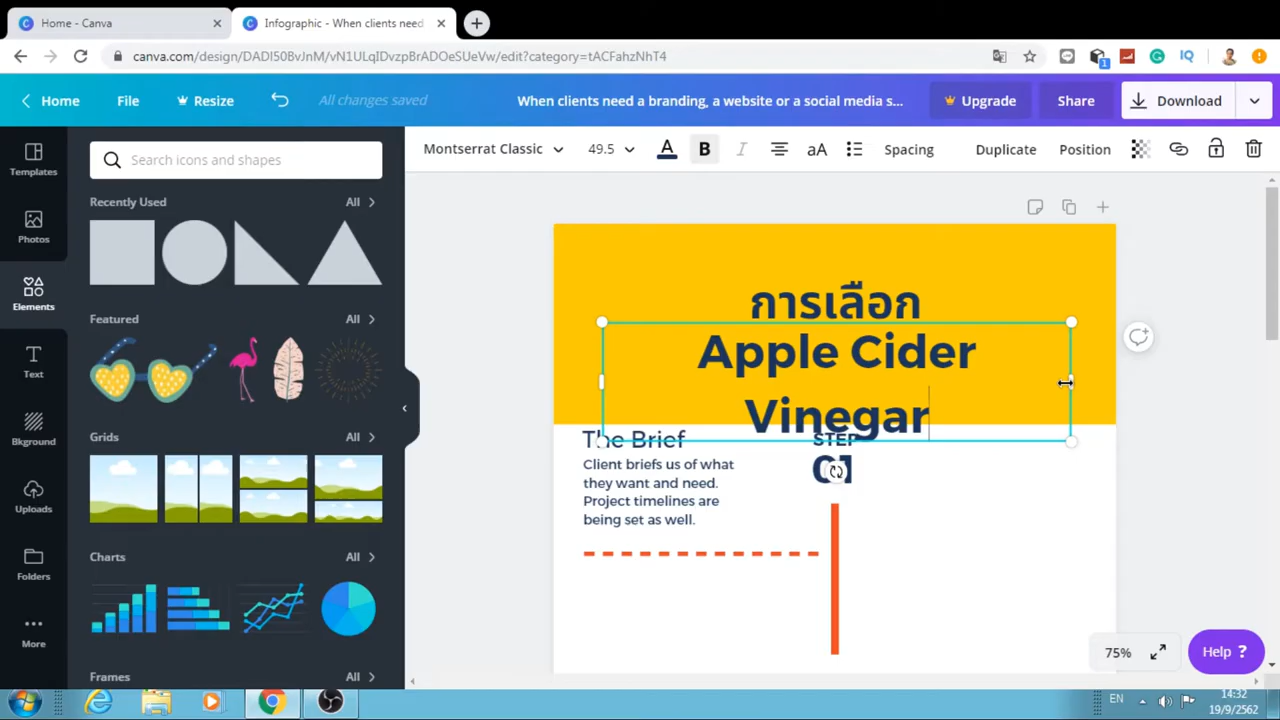 Home - Canva
Infographic - When clients need
canva.com/design/DADI50BvJnM/vN1ULqIDvzpBrADOeSUeVw/edit?category=tACFahzNhT4
1
Home
File
Resize
All changes saved
When clients need a branding, a website or a social media s...
Upgrade
Share
Download
Templates
Photos
Elements
Text
Bkground
Uploads
Folders
More
Search icons and shapes
Recently Used
All
Featured
All
Grids
All
Charts
All
Frames
All
Montserrat Classic
49.5
A
B
I
aA
Spacing
Duplicate
Position
การเลือก
Apple Cider
Vinegar
The Brief
Client briefs us of what
they want and need.
Project timelines are
being set as well.
STEP
01
75%
Help ?
EN
14:32
19/9/2562